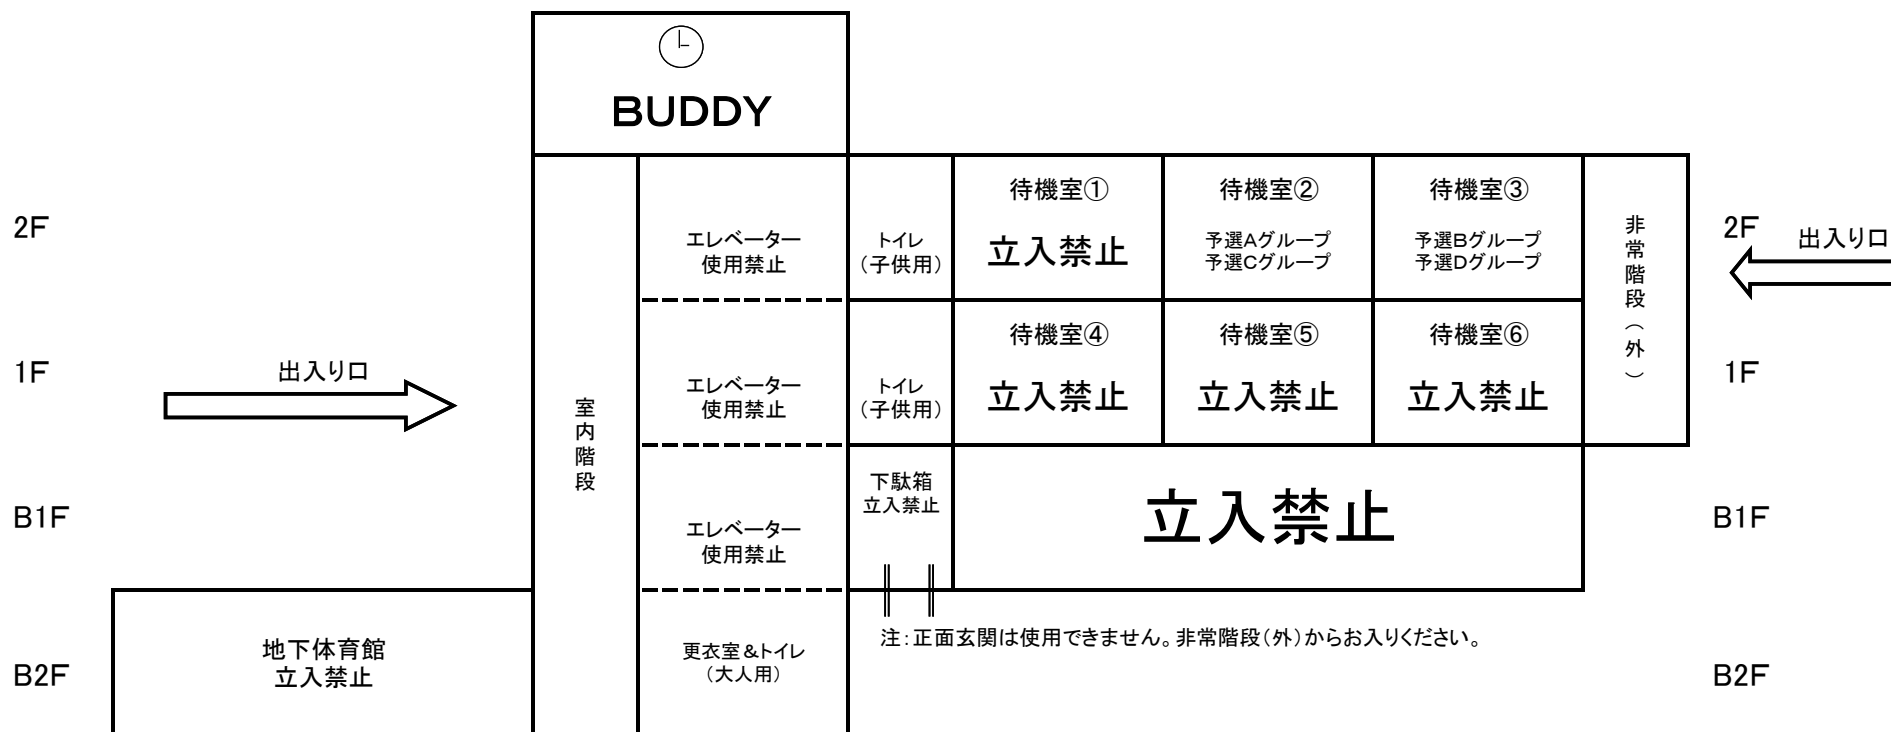 BUDDY
待機室①
待機室②
待機室③
2F
エレベーター
使用禁止
トイレ
(子供用)
立入禁止
予選Aグループ
予選Cグループ
予選Bグループ
予選Dグループ
非常階段(外)
2F
出入り口
待機室④
待機室⑤
待機室⑥
1F
出入り口
室内階段
エレベーター
使用禁止
トイレ
(子供用)
立入禁止
立入禁止
立入禁止
1F
B1F
エレベーター
使用禁止
下駄箱
立入禁止
立入禁止
B1F
注:正面玄関は使用できません。非常階段(外)からお入りください。
B2F
地下体育館
立入禁止
更衣室&トイレ
(大人用)
B2F